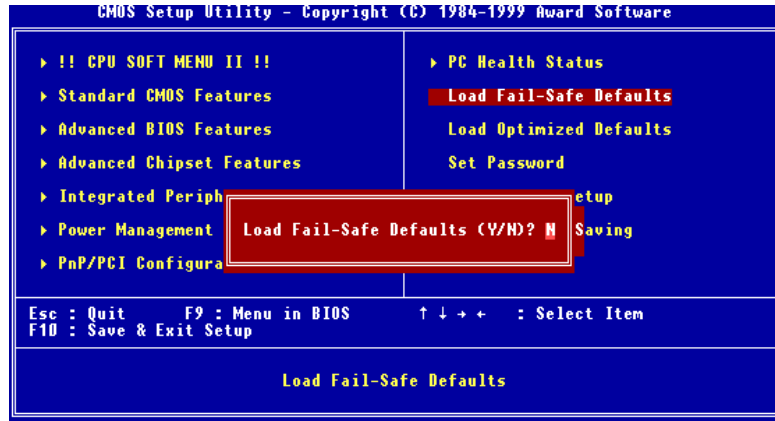 CMOS Setup Utility - Copyright (C) 1984-1999 Award Software
!! CPU SOFT MENU II !!
Standard CMOS Features
Advanced BIOS Features
Advanced Chipset Features
Integrated Periph
Power Management
PnP/PCI Configura
PC Health Status
Load Fail-Safe Defaults
Load Optimized Defaults
Set Password
etup
Saving
Load Fail-Safe Defaults (Y/N)? N
Esc : Quit F9 : Menu in BIOS ↑ ↓ → ← : Select Item
F10 : Save & Exit Setup
Load Fail-Safe Defaults